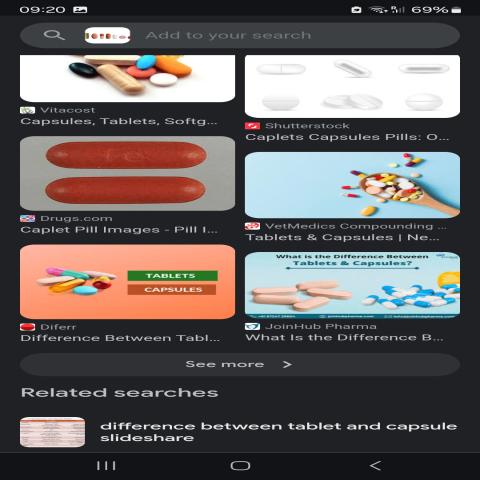 09:20
69%
Add to your search
Vitacost
Capsules, Tablets, Softg...
Shutterstock
Caplets Capsules Pills: O...
Drugs.com
Caplet Pill Images - Pill I...
VetMedics Compounding ...
Tablets & Capsules | Ne...
TABLETS
CAPSULES
Diferr
Difference Between Tabl...
What is the Difference Between
Tablets & Capsules?
JoinHub Pharma
What Is the Difference B...
See more
Related searches
difference between tablet and capsule
slideshare